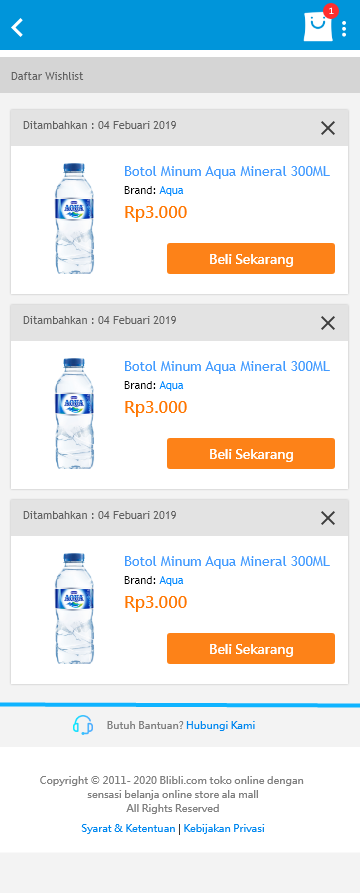 1
Daftar Wishlist
Ditambahkan : 04 Febuari 2019
AQUA
Botol Minum Aqua Mineral 300ML
Brand: Aqua
Rp3.000
Beli Sekarang
Ditambahkan : 04 Febuari 2019
AQUA
Botol Minum Aqua Mineral 300ML
Brand: Aqua
Rp3.000
Beli Sekarang
Ditambahkan : 04 Febuari 2019
AQUA
Botol Minum Aqua Mineral 300ML
Brand: Aqua
Rp3.000
Beli Sekarang
Butuh Bantuan? Hubungi Kami
Copyright © 2011- 2020 Blibli.com toko online dengan
sensasi belanja online store ala mall
All Rights Reserved
Syarat & Ketentuan | Kebijakan Privasi